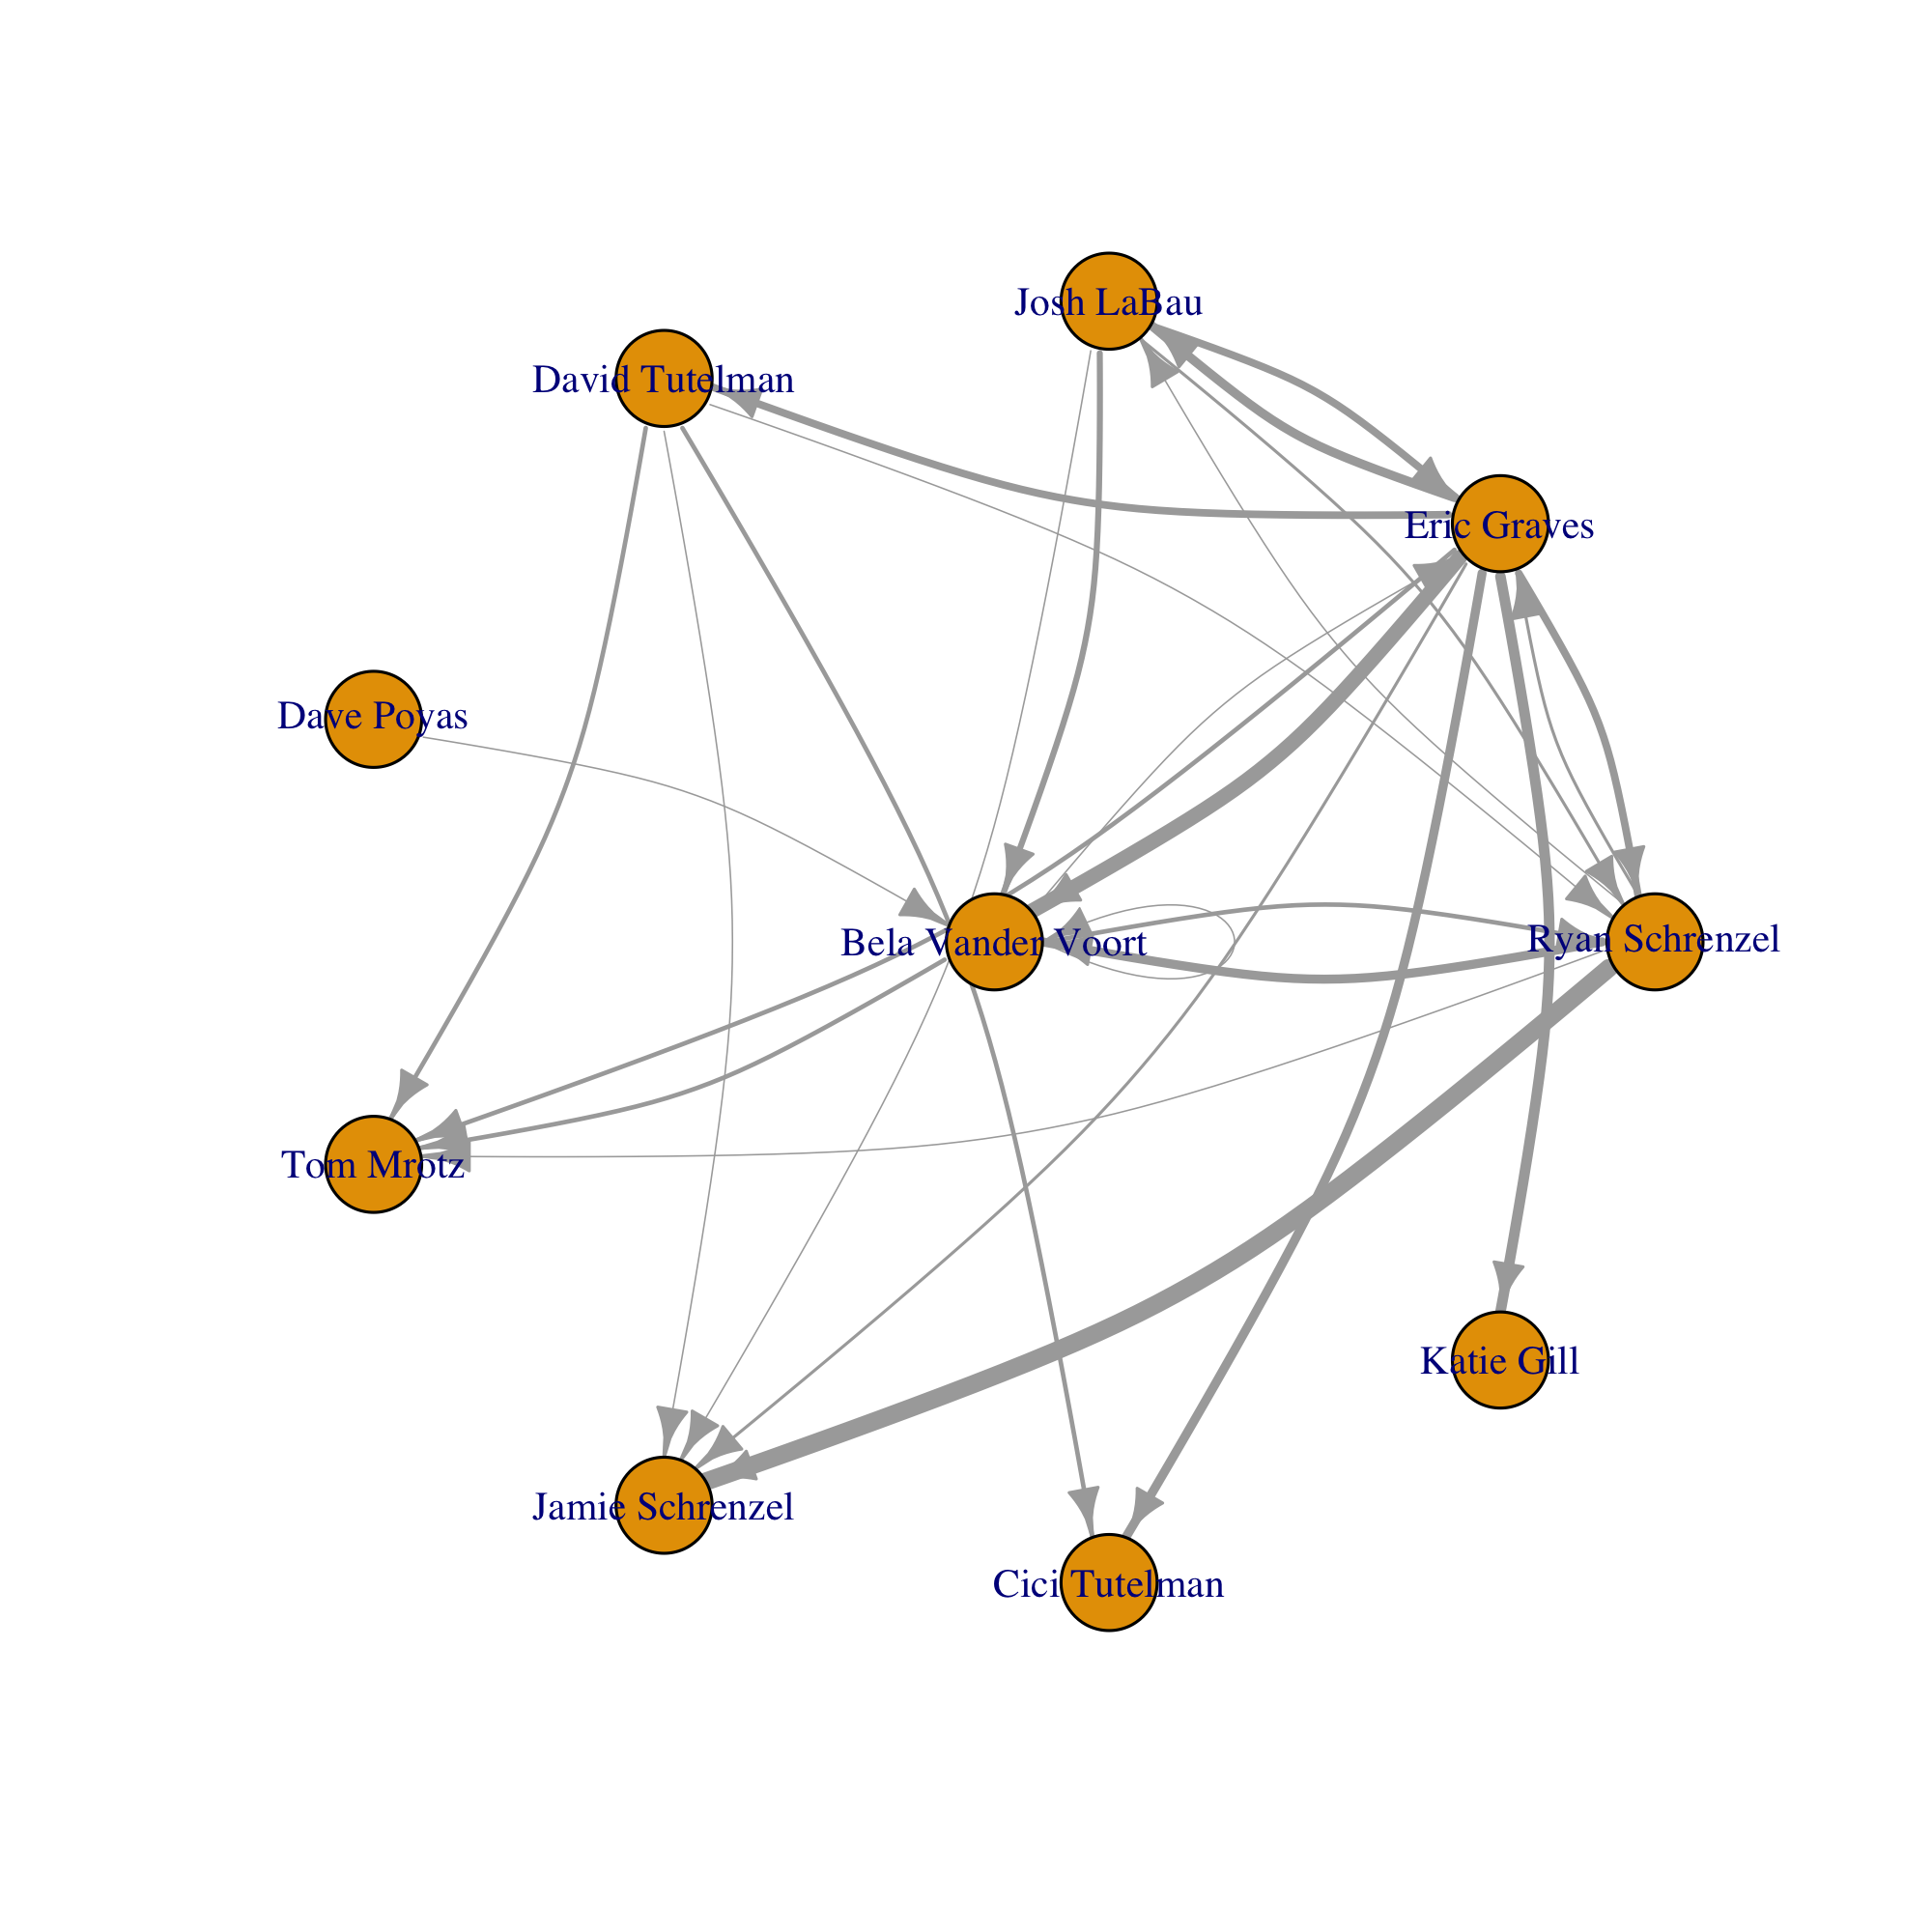 Josh LaBau
David Tutelman
Eric Graves
Dave Poyas
Bela Vander Voort
Ryan Schrenzel
Tom Mrotz
Katie Gill
Jamie Schrenzel
Cici Tutelman